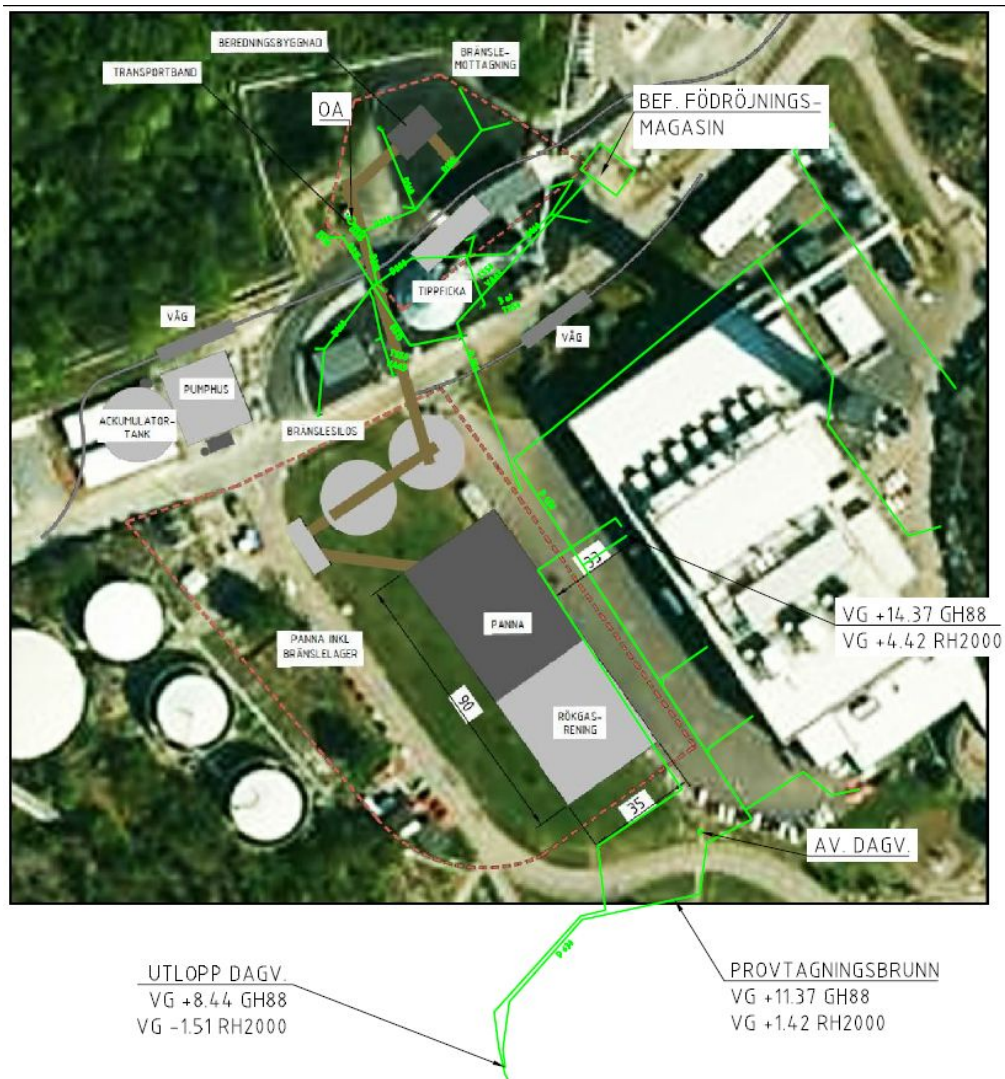 BEREDNINGSBYGGNAD
BRÄNSLE-
MOTTAGNING
TRANSPORTBAND
OA
BEF. FÖDRÖJNINGS-
MAGASIN
TIPPFICKA
VÅG
VÅG
PUMPHUS
ACKUMULATOR-
TANK
BRÄNSLESILOS
33
PANNA
VG +14.37 GH88
VG +4.42 RH2000
PANNA INKL
BRÄNSLELAGER
90
RÖKGAS-
RENING
35
AV. DAGV.
UTLOPP DAGV.
VG +8.44 GH88
VG -1.51 RH2000
PROVTAGNINGSBRUNN
VG +11.37 GH88
VG +1.42 RH2000